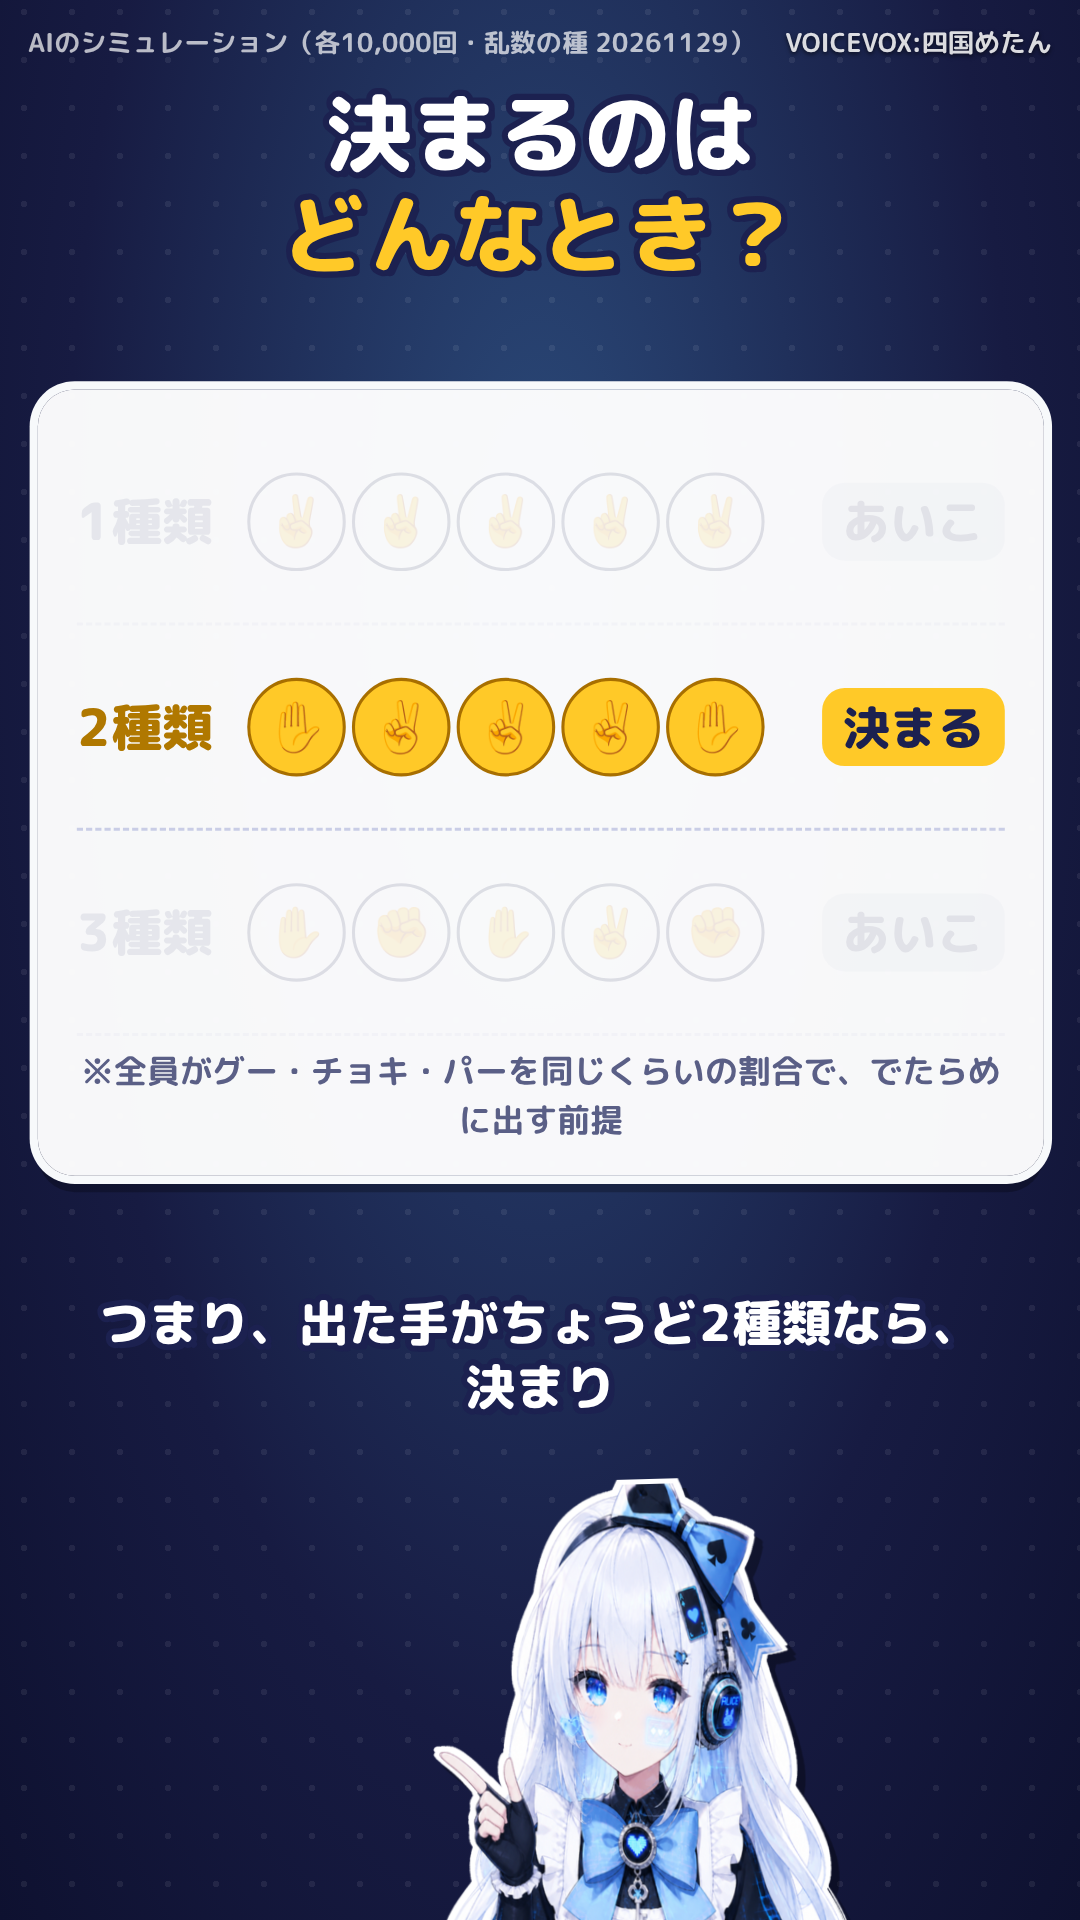 AIのシミュレーション（各10,000回・乱数の種 20261129）
VOICEVOX:四国めたん
決まるのは
どんなとき？
1種類
あいこ
2種類
決まる
3種類
あいこ
※全員がグー・チョキ・パーを同じくらいの割合で、でたらめ
に出す前提
つまり、出た手がちょうど2種類なら、
決まり
ALICE